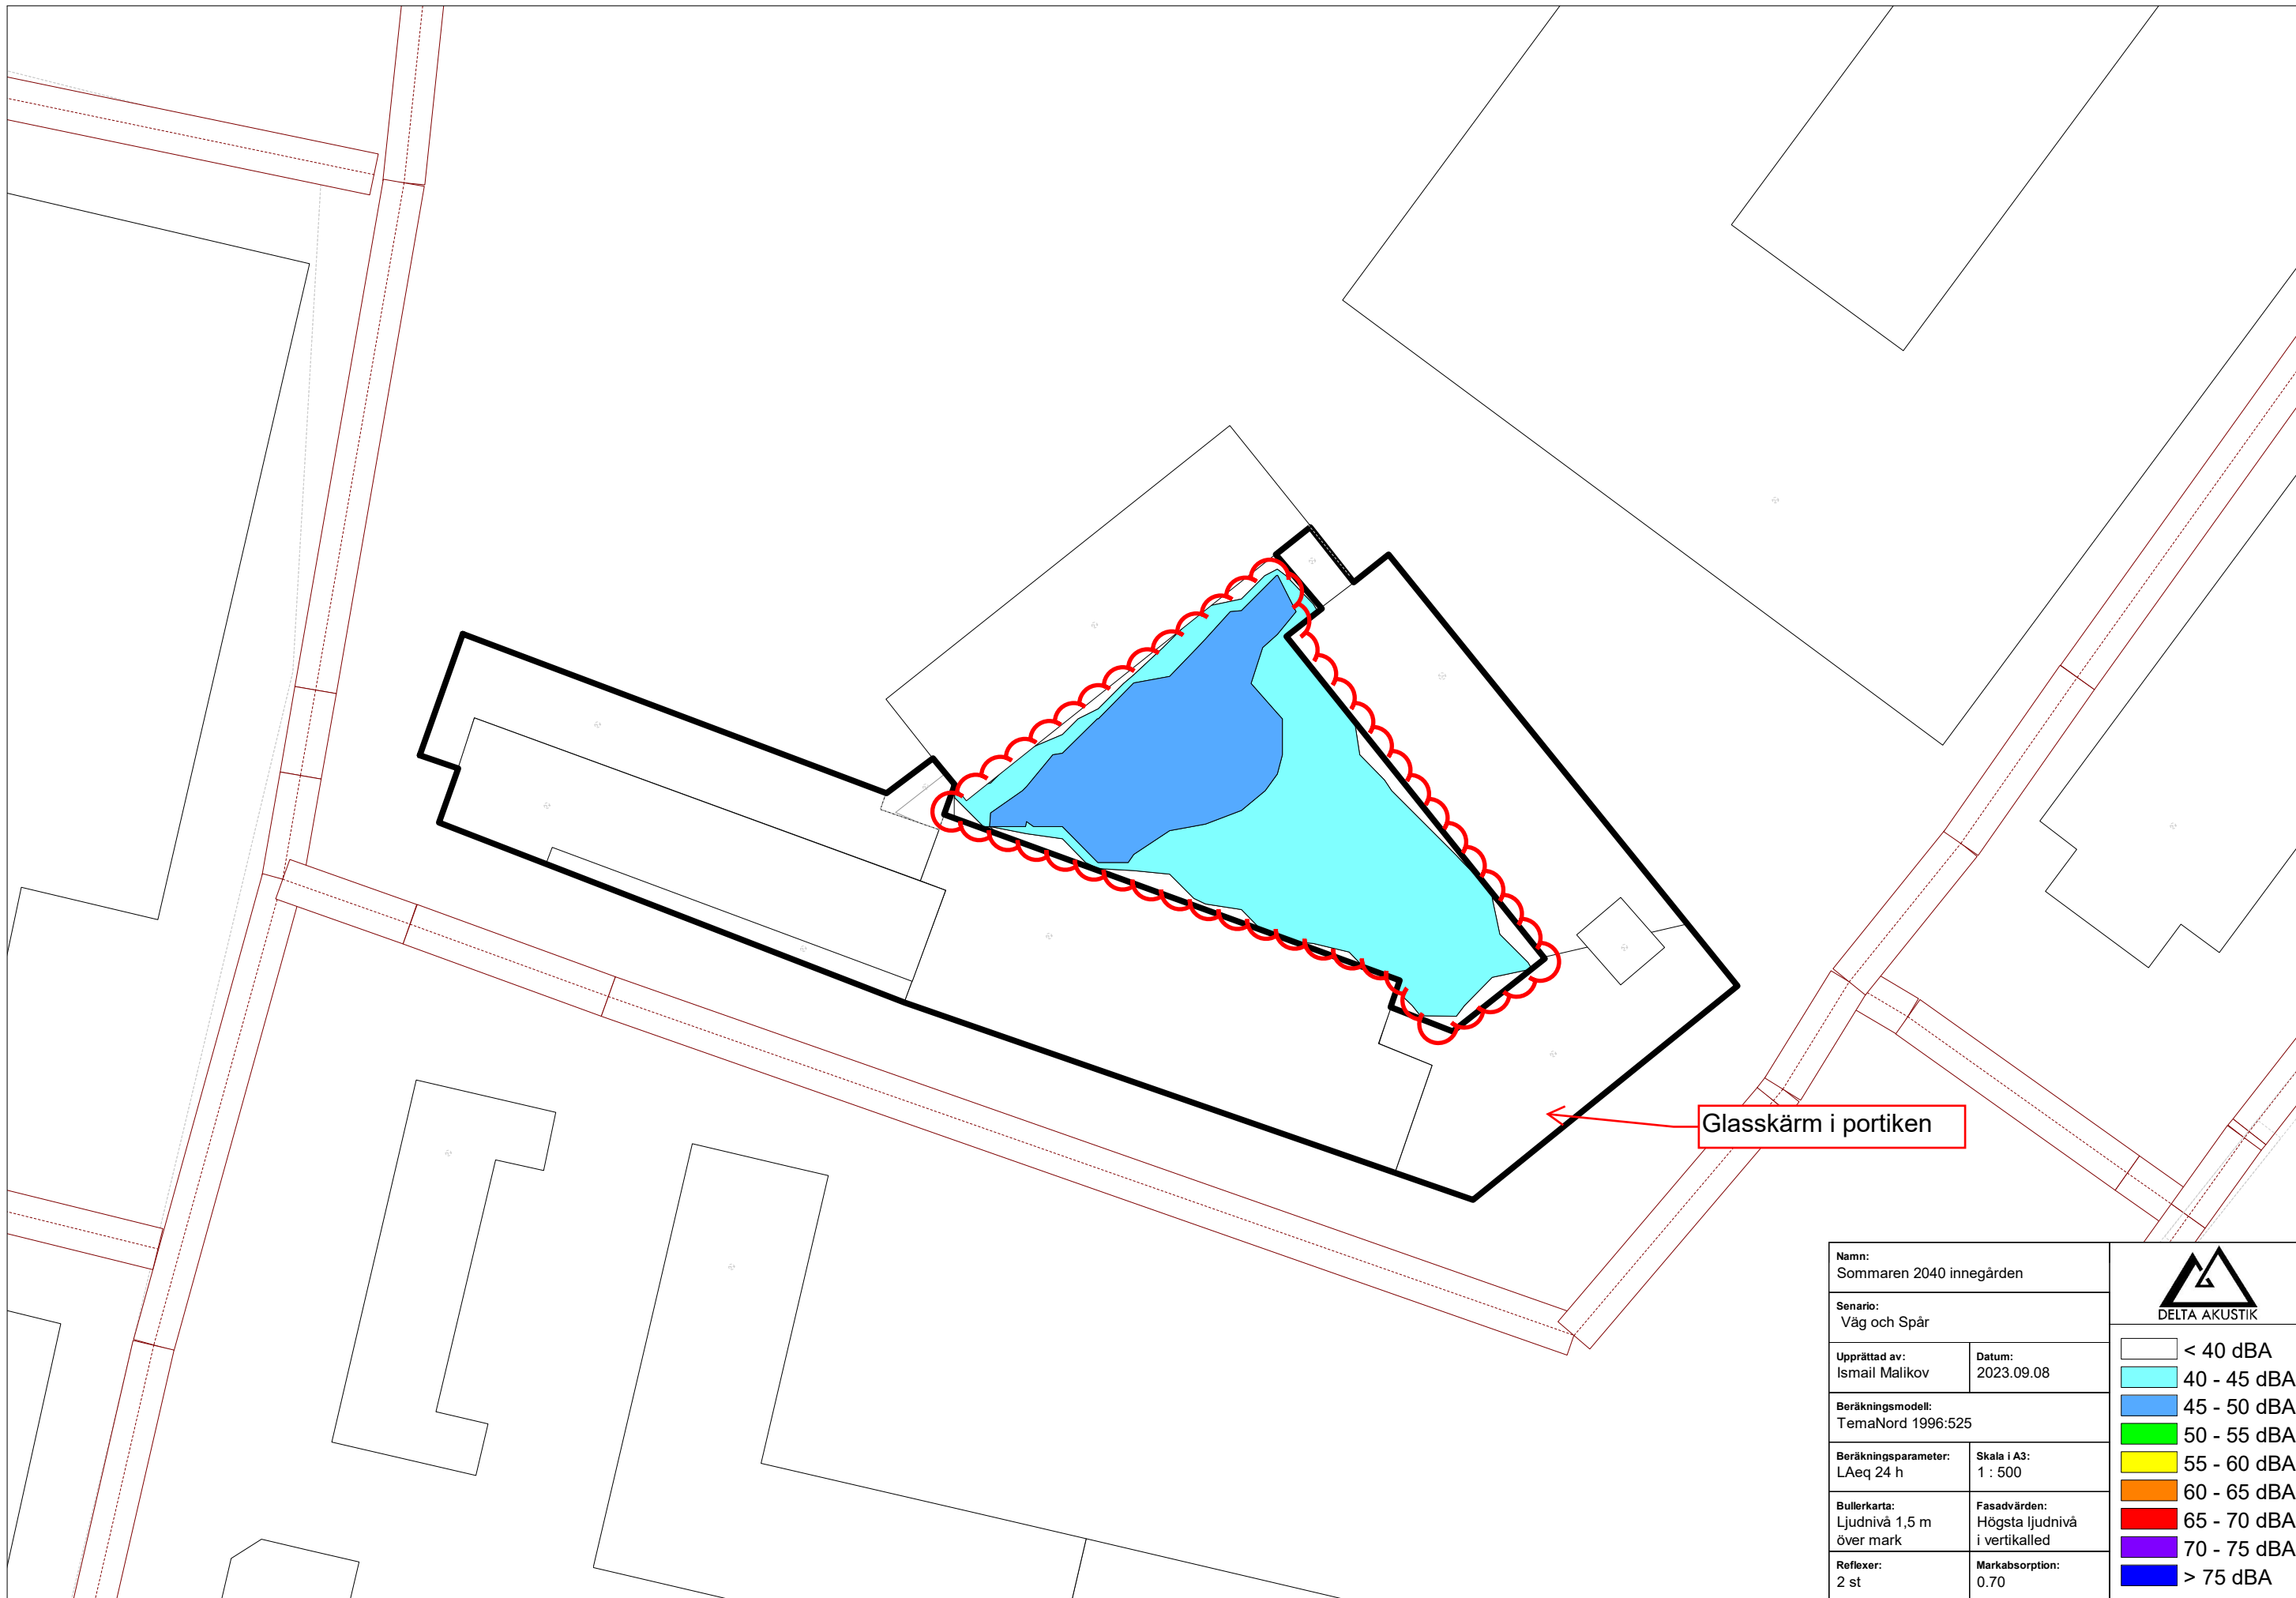 Glasskärm i portiken
Namn:
Sommaren 2040 innegården
Senario:
Väg och Spår
Upprättad av:
Ismail Malikov
Datum:
2023.09.08
Beräkningsmodell:
TemaNord 1996:525
Beräkningsparameter:
LAeq 24 h
Skala i A3:
1 : 500
Bullerkarta:
Ljudnivå 1,5 m
över mark
Fasadvärden:
Högsta ljudnivå
i vertikalled
Reflexer:
2 st
Markabsorption:
0.70
DELTA AKUSTIK
< 40 dBA
40 - 45 dBA
45 - 50 dBA
50 - 55 dBA
55 - 60 dBA
60 - 65 dBA
65 - 70 dBA
70 - 75 dBA
> 75 dBA